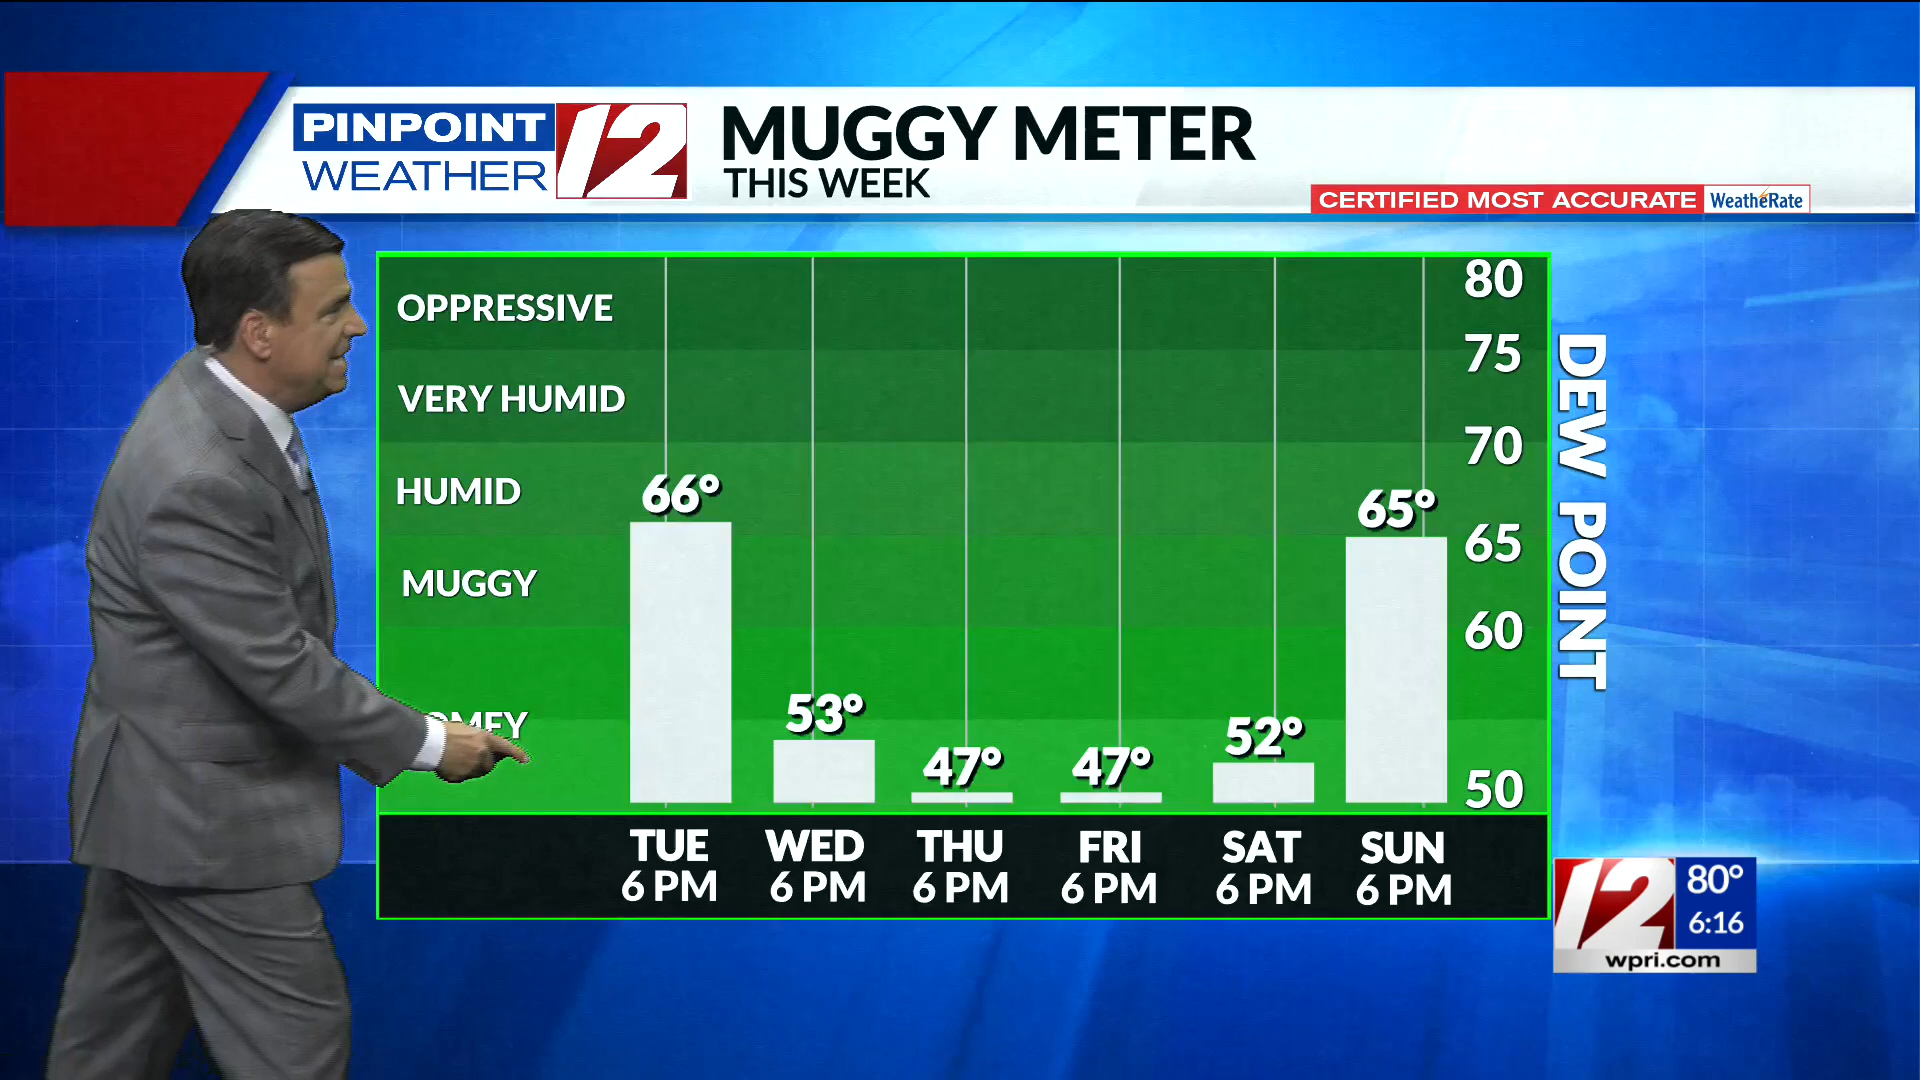 PINPOINT
WEATHER
12
MUGGY METER
THIS WEEK
CERTIFIED MOST ACCURATE WeatheRate
OPPRESSIVE
VERY HUMID
HUMID
MUGGY
80
75
70
65
60
50
DEW POINT
66°
53°
47°
47°
52°
65°
TUE WED THU FRI SAT SUN
6 PM 6 PM 6 PM 6 PM 6 PM 6 PM
12
80°
6:16
wpri.com